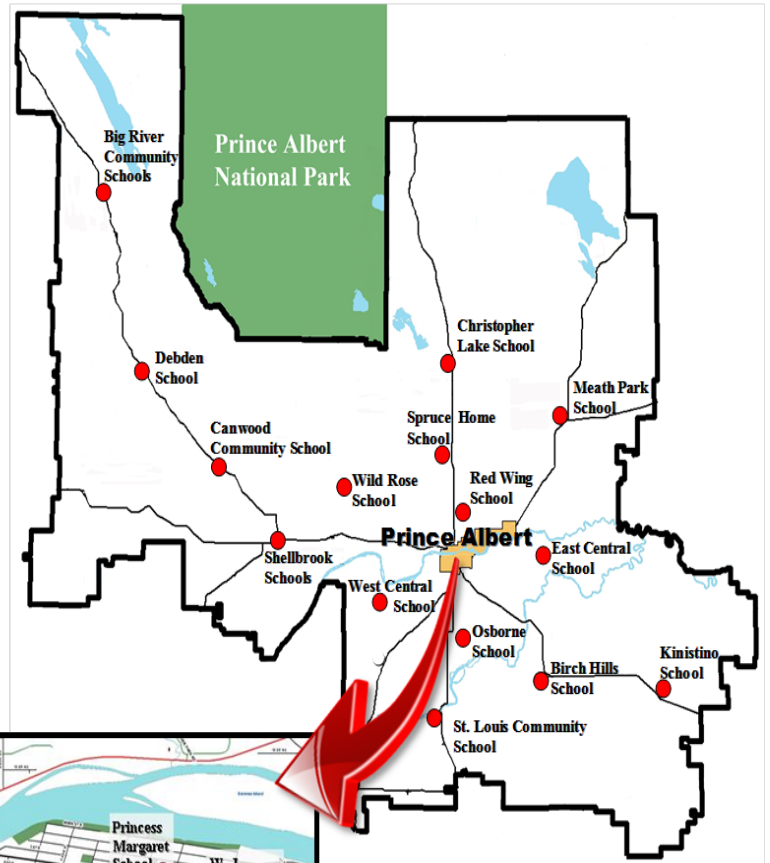 Prince Albert
National Park
Big River
Community
Schools
Christopher
Lake School
Debden
School
Meath Park
School
Spruce Home
School
Canwood
Community School
Wild Rose
School
Red Wing
School
Prince Albert
East Central
School
Shellbrook
Schools
West Central
School
Osborne
School
Birch Hills
School
Kinistino
School
St. Louis Community
School
Princess
Margaret
School